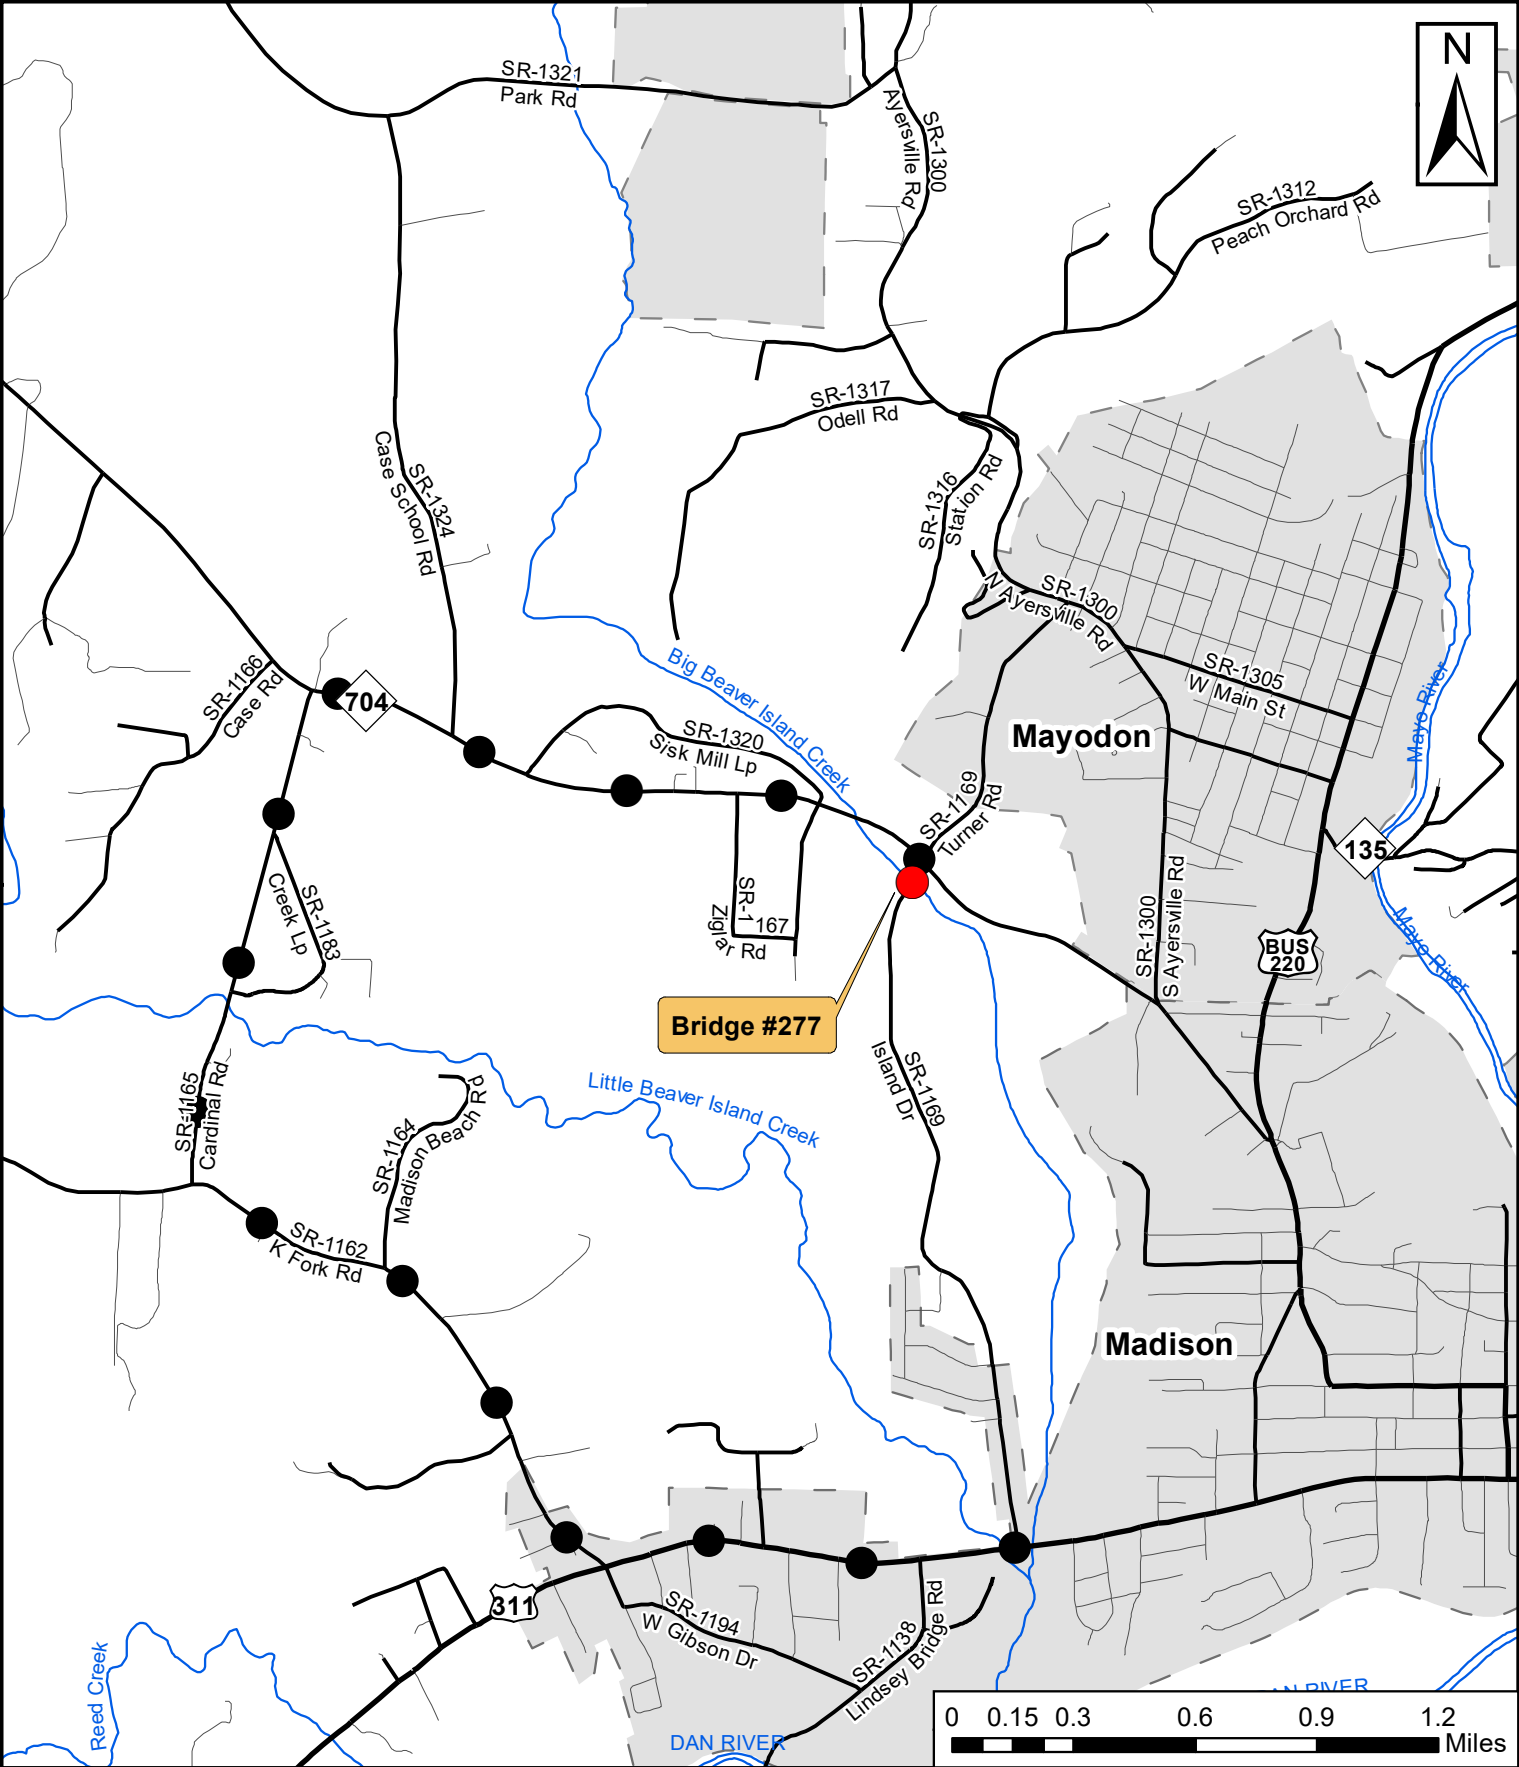 N
SR-1321
Park Rd
SR-1300
Ayersville Rd
SR-1312
Peach Orchard Rd
SR-1317
Odell Rd
SR-1324
Case School Rd
SR-1316
Station Rd
SR-1300
N Ayersville Rd
SR-1305
W Main St
Big Beaver Island Creek
Mayo River
SR-1166
Case Rd
704
SR-1320
Sisk Mill Lp
Mayodon
SR-1169
Turner Rd
135
SR-1183
Creek Lp
SR-1167
Ziglar Rd
SR-1300
S Ayersville Rd
BUS
220
Mayo River
Bridge #277
SR-1169
Island Dr
Little Beaver Island Creek
SR-1165
Cardinal Rd
SR-1164
Madison Beach Rd
SR-1162
K Fork Rd
Madison
311
SR-1194
W Gibson Dr
SR-1138
Lindsey Bridge Rd
Reed Creek
DAN RIVER
RIVER
0 0.15 0.3 0.6 0.9 1.2
Miles